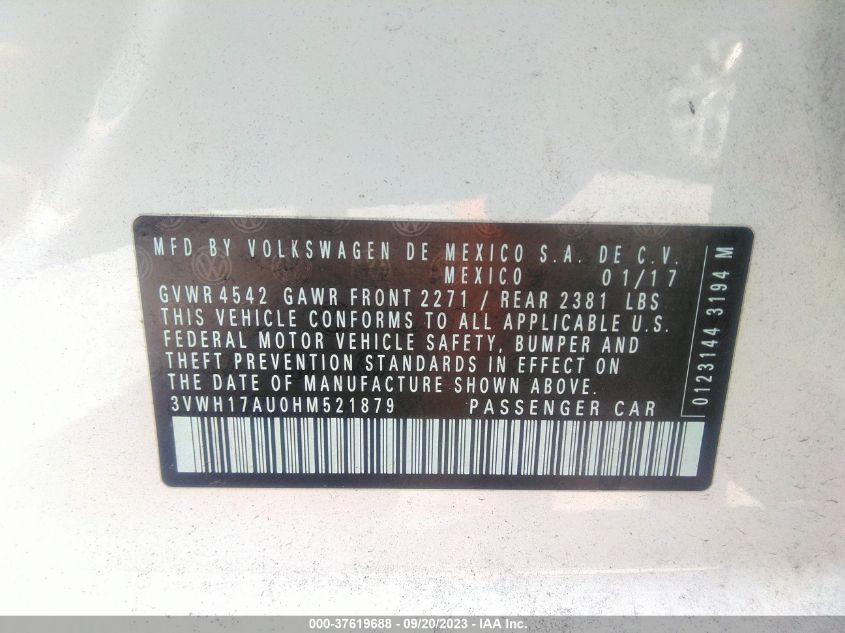 MFD BY VOLKSWAGEN DE MEXICO S.A. DE C.V.
MEXICO 01/17
GVWR 4542 GAWR FRONT 2271 / REAR 2381 LBS
THIS VEHICLE CONFORMS TO ALL APPLICABLE U.S.
FEDERAL MOTOR VEHICLE SAFETY, BUMPER AND
THEFT PREVENTION STANDARDS IN EFFECT ON
THE DATE OF MANUFACTURE SHOWN ABOVE.
3VWH17AU0HM521879 PASSENGER CAR
0123144 3194 M
000-37619688 - 09/20/2023 - IAA Inc.